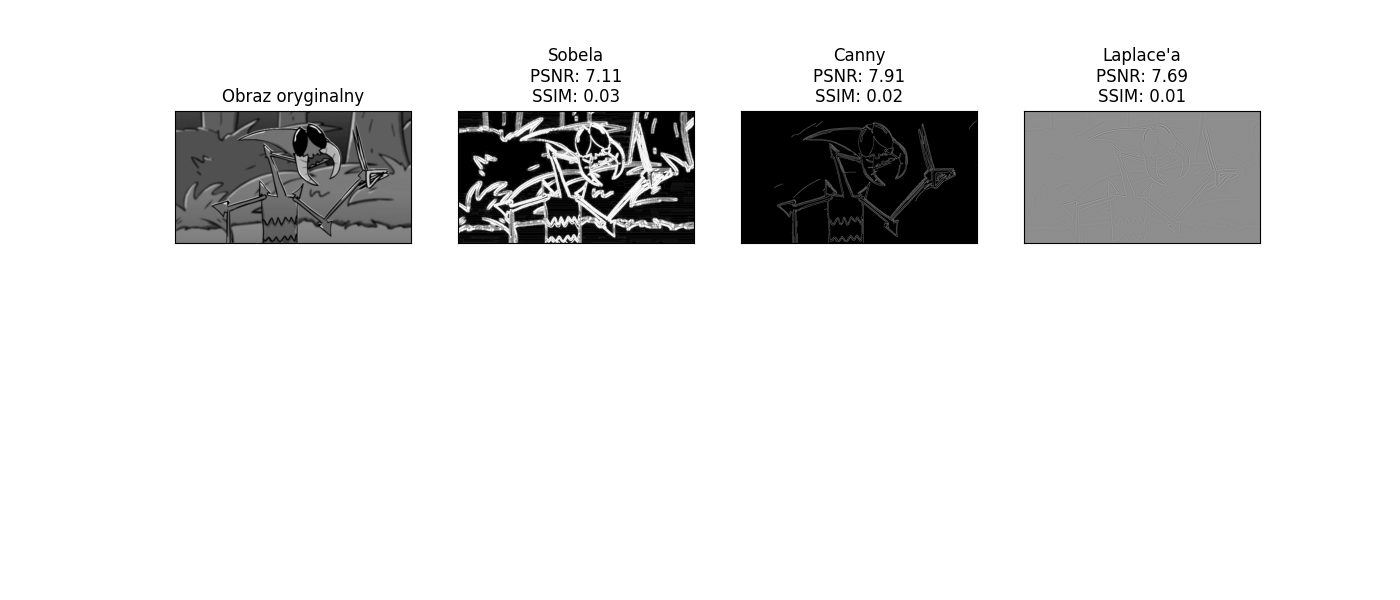 Obraz oryginalny
Sobela
PSNR: 7.11
SSIM: 0.03
Canny
PSNR: 7.91
SSIM: 0.02
Laplace'a
PSNR: 7.69
SSIM: 0.01